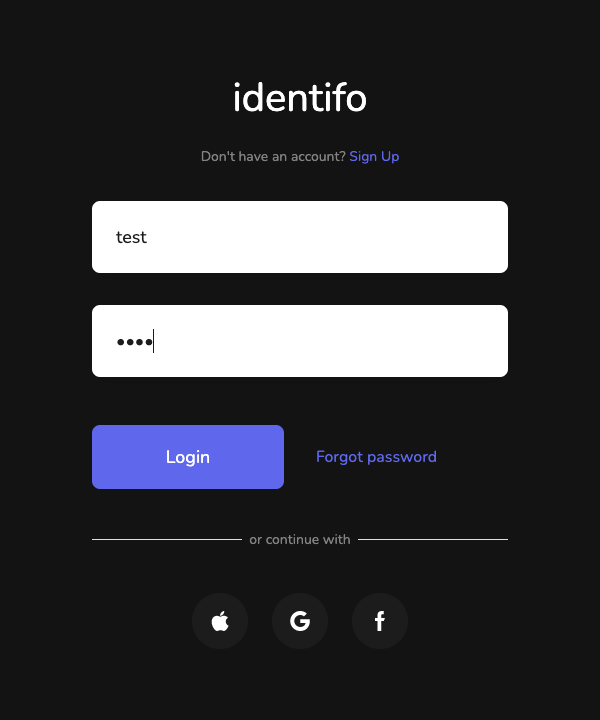 identifo
Don't have an account? Sign Up
test
••••
Login
Forgot password
or continue with